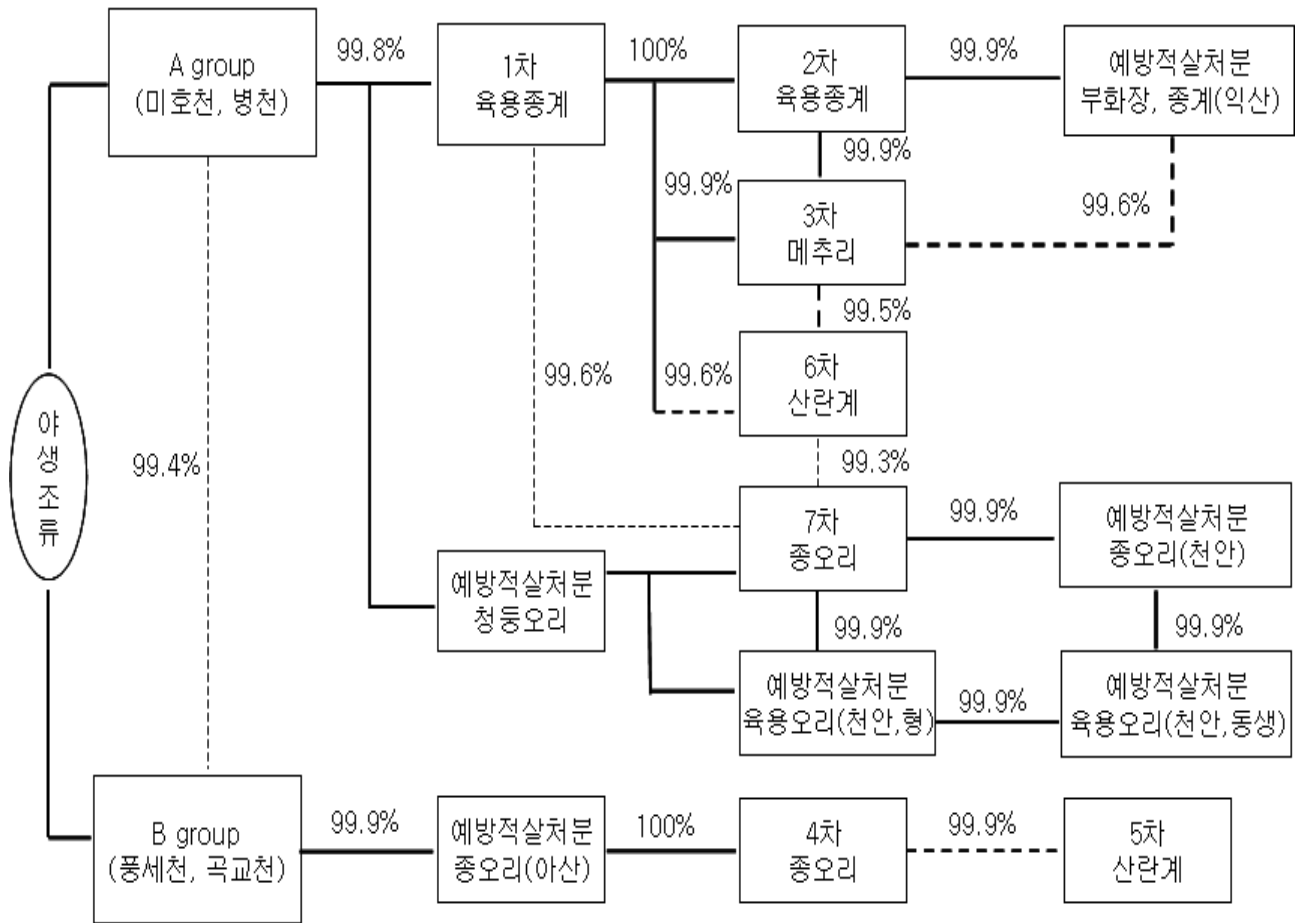 A group
(미호천, 병천)
99.8%
1차
육용종계
100%
2차
육용종계
99.9%
예방적살처분
부화장, 종계(익산)
99.9%
99.9%
3차
메추리
99.6%
99.5%
99.6%
99.6%
6차
산란계
야
생
조
류
99.4%
99.3%
7차
종오리
99.9%
예방적살처분
종오리(천안)
예방적살처분
청둥오리
99.9%
99.9%
예방적살처분
육용오리(천안,형)
99.9%
예방적살처분
육용오리(천안,동생)
B group
(풍세천, 곡교천)
99.9%
예방적살처분
종오리(아산)
100%
4차
종오리
99.9%
5차
산란계